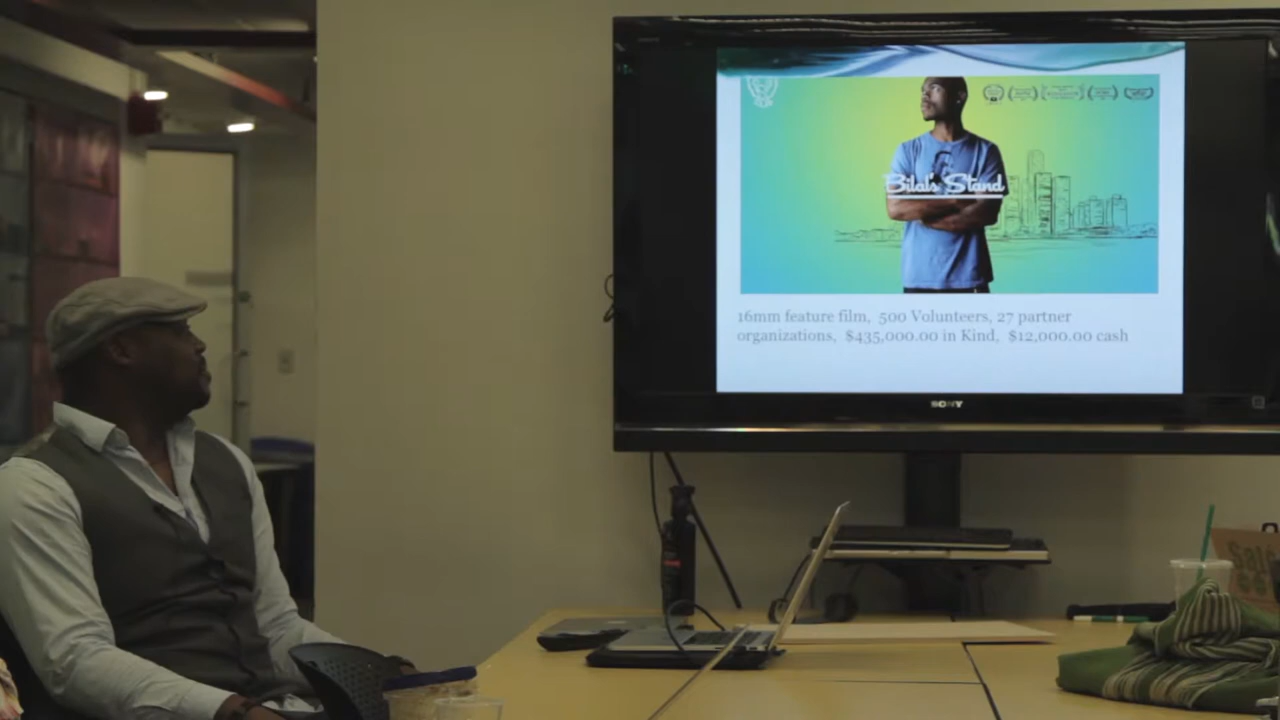 Bilal's Stand
16mm feature film, 500 Volunteers, 27 partner
organizations, $435,000.00 in Kind, $12,000.00 cash
SONY